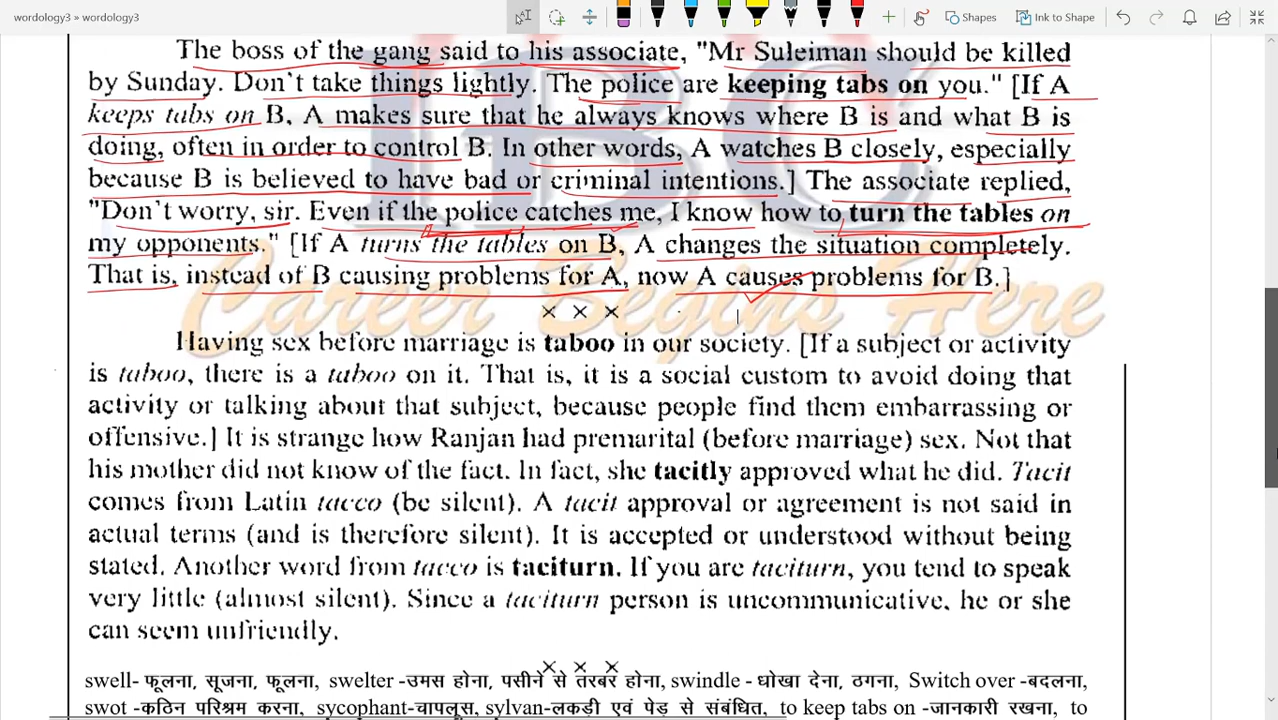 wordology3 ▾ wordology3
Shapes Ink to Shape
The boss of the gang said to his associate, "Mr Suleiman should be killed
by Sunday. Don't take things lightly. The police are keeping tabs on you." [If A
keeps tabs on B, A makes sure that he always knows where B is and what B is
doing, often in order to control B. In other words, A watches B closely, especially
because B is believed to have bad or criminal intentions.] The associate replied,
"Don't worry, sir. Even if the police catches me, I know how to turn the tables on
my opponents." [If A turns the tables on B, A changes the situation completely.
That is, instead of B causing problems for A, now A causes problems for B.]
Career Begins Here
× × ×
Having sex before marriage is taboo in our society. [If a subject or activity
is taboo, there is a taboo on it. That is, it is a social custom to avoid doing that
activity or talking about that subject, because people find them embarrassing or
offensive.] It is strange how Ranjan had premarital (before marriage) sex. Not that
his mother did not know of the fact. In fact, she tacitly approved what he did. Tacit
comes from Latin tacco (be silent). A tacit approval or agreement is not said in
actual terms (and is therefore silent). It is accepted or understood without being
stated. Another word from tacco is taciturn. If you are taciturn, you tend to speak
very little (almost silent). Since a taciturn person is uncommunicative, he or she
can seem unfriendly.
× × ×
swell- फूलना, सूजना, फूलना, swelter -उमस होना, पसीने से तरबर होना, swindle - धोखा देना, ठगना, Switch over -बदलना,
swot -कठिन परिश्रम करना, sycophant-चापलूस, sylvan-लकड़ी एवं पेड़ से संबंधित, to keep tabs on -जानकारी रखना, to